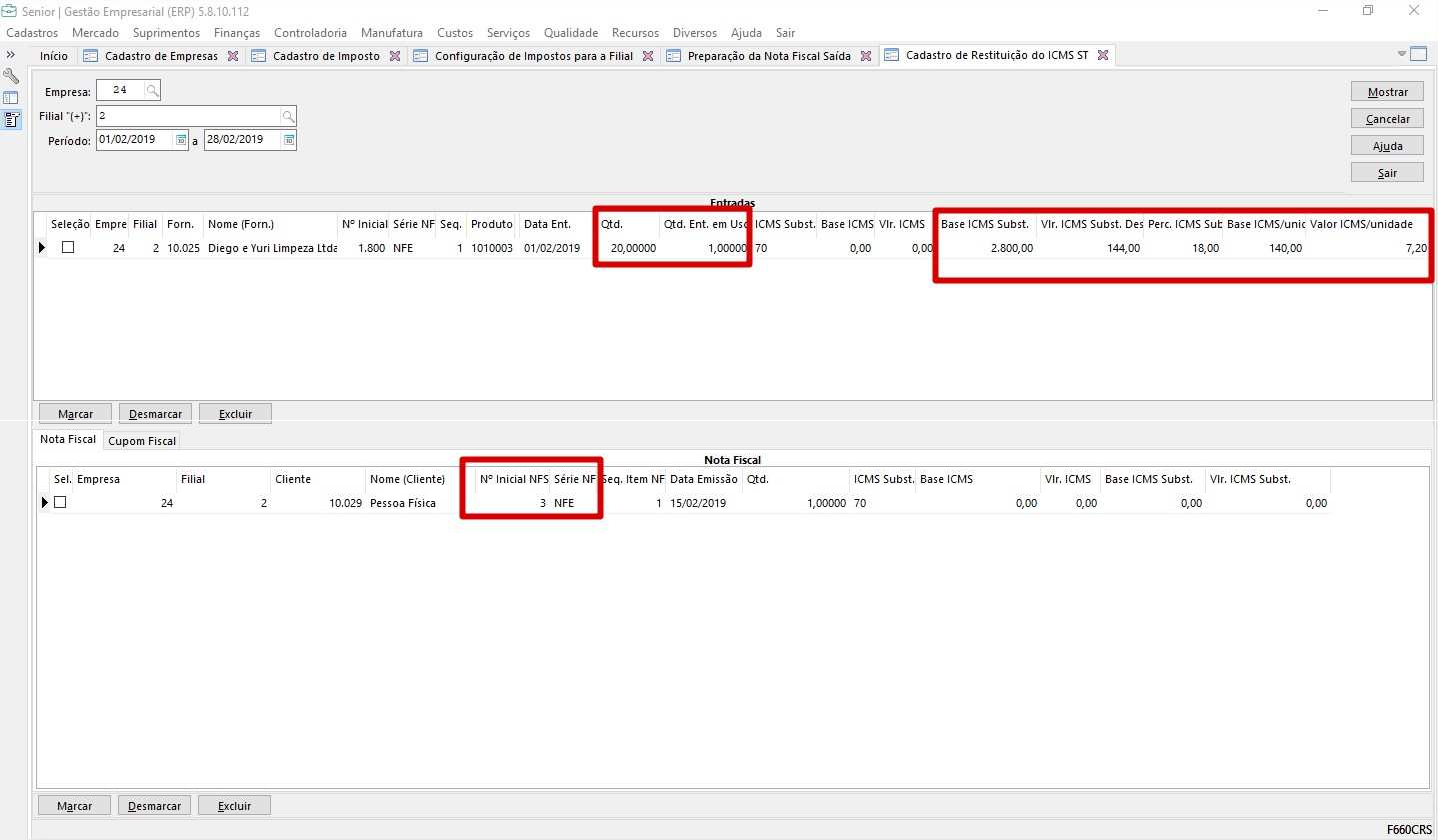 Senior | Gestão Empresarial (ERP) 5.8.10.112
Cadastros Mercado Suprimentos Finanças Controladoria Manufatura Custos Serviços Qualidade Recursos Diversos Ajuda Sair
Início Cadastro de Empresas Cadastro de Imposto Configuração de Impostos para a Filial Preparação da Nota Fiscal Saída Cadastro de Restituição do ICMS ST
Empresa: 24 Mostrar
Filial "(+)": 2 Cancelar
Período: 01/02/2019 a 28/02/2019 Ajuda
Sair
Entradas
Seleção Empre Filial Forn. Nome (Forn.) Nº Inicial Série NF Seq. Produto Data Ent. Qtd. Qtd. Ent. em Uso ICMS Subst. Base ICMS Vlr. ICMS Base ICMS Subst. Vlr. ICMS Subst. Des Perc. ICMS Sub Base ICMS/unic Valor ICMS/unidade
24 2 10.025 Diego e Yuri Limpeza Ltda 1.800 NFE 1 1010003 01/02/2019 20,00000 1,00000 70 0,00 0,00 2.800,00 144,00 18,00 140,00 7,20
Marcar Desmarcar Excluir
Nota Fiscal Cupom Fiscal
Nota Fiscal
Sel. Empresa Filial Cliente Nome (Cliente) Nº Inicial NFS Série NF Seq. Item NF Data Emissão Qtd. ICMS Subst. Base ICMS Vlr. ICMS Base ICMS Subst. Vlr. ICMS Subst.
24 2 10.029 Pessoa Física 3 NFE 1 15/02/2019 1,00000 70 0,00 0,00 0,00 0,00
Marcar Desmarcar Excluir
F660CRS